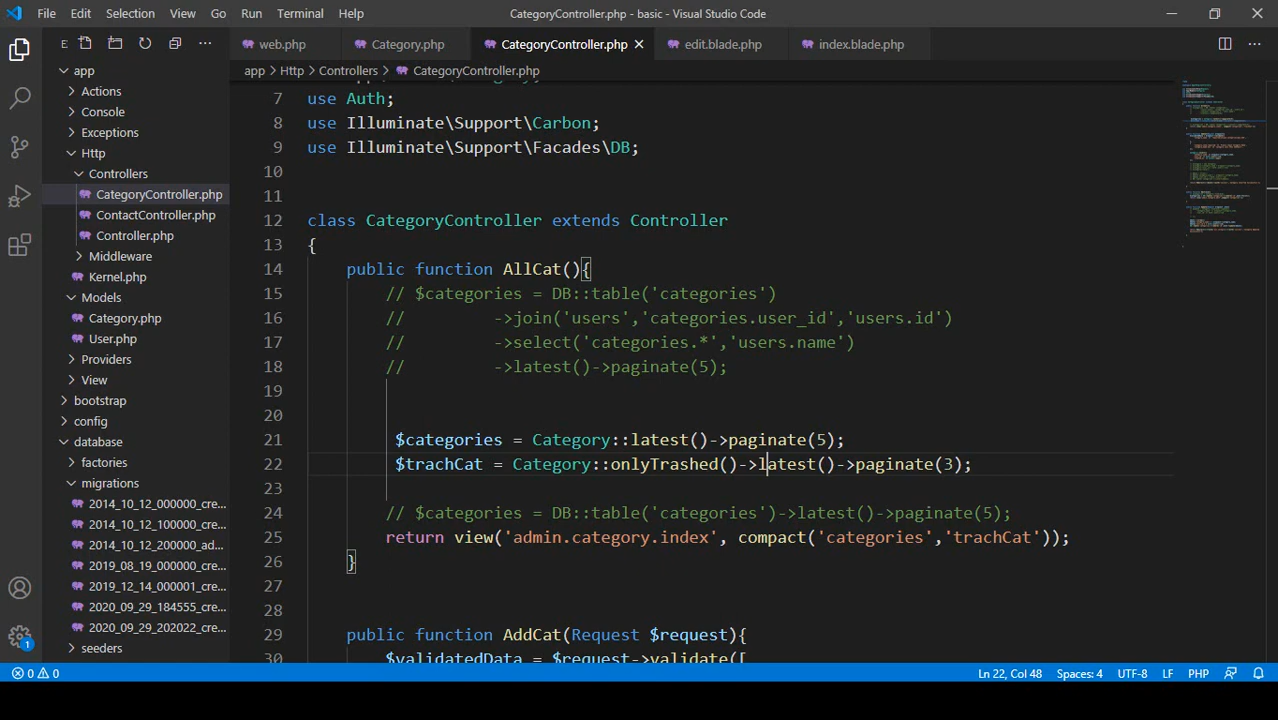 File Edit Selection View Go Run Terminal Help CategoryController.php - basic - Visual Studio Code
E web.php Category.php CategoryController.php edit.blade.php index.blade.php
app > Http > Controllers > CategoryController.php
app
Actions
Console
Exceptions
Http
Controllers
CategoryController.php
ContactController.php
Controller.php
Middleware
Kernel.php
Models
Category.php
User.php
Providers
View
bootstrap
config
database
factories
migrations
2014_10_12_000000_cre...
2014_10_12_100000_cre...
2014_10_12_200000_ad...
2019_08_19_000000_cre...
2019_12_14_000001_cre...
2020_09_29_184555_cre...
2020_09_29_202022_cre...
seeders
1
7 use Auth;
8 use Illuminate\Support\Carbon;
9 use Illuminate\Support\Facades\DB;
10
11
12 class CategoryController extends Controller
13 {
14 public function AllCat(){
15 // $categories = DB::table('categories')
16 // ->join('users','categories.user_id','users.id')
17 // ->select('categories.*','users.name')
18 // ->latest()->paginate(5);
19
20
21 $categories = Category::latest()->paginate(5);
22 $trachCat = Category::onlyTrashed()->latest()->paginate(3);
23
24 // $categories = DB::table('categories')->latest()->paginate(5);
25 return view('admin.category.index', compact('categories','trachCat'));
26 }
27
28
29 public function AddCat(Request $request){
30 $validatedData = $request->validate([
0 0 Ln 22, Col 48 Spaces: 4 UTF-8 LF PHP